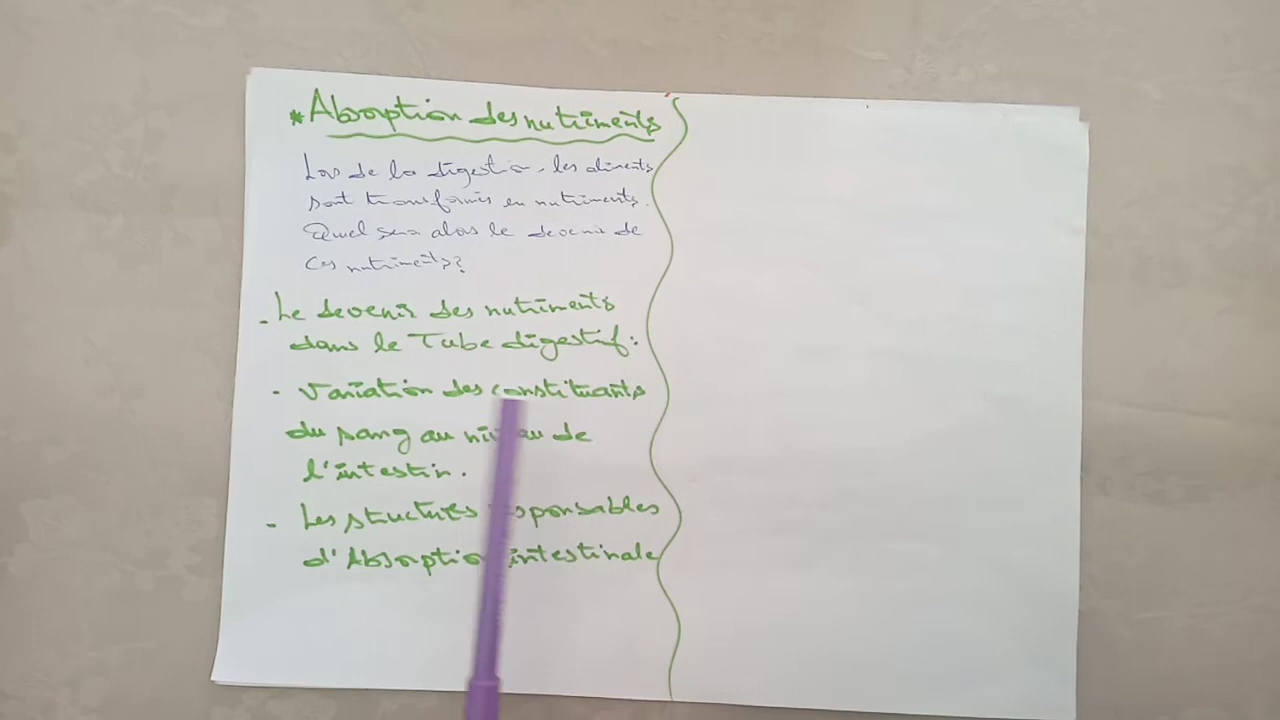 * Absorption des nutriments
Lors de la digestion, les aliments
sont transformés en nutriments.
Quel sera alors le devenir de
Ces nutriments?
. Le devenir des nutriments
dans le Tube digestif:
- Variation des constituants
du sang au niveau de
l'intestin.
- Les structures responsables
d'Absorption intestinale